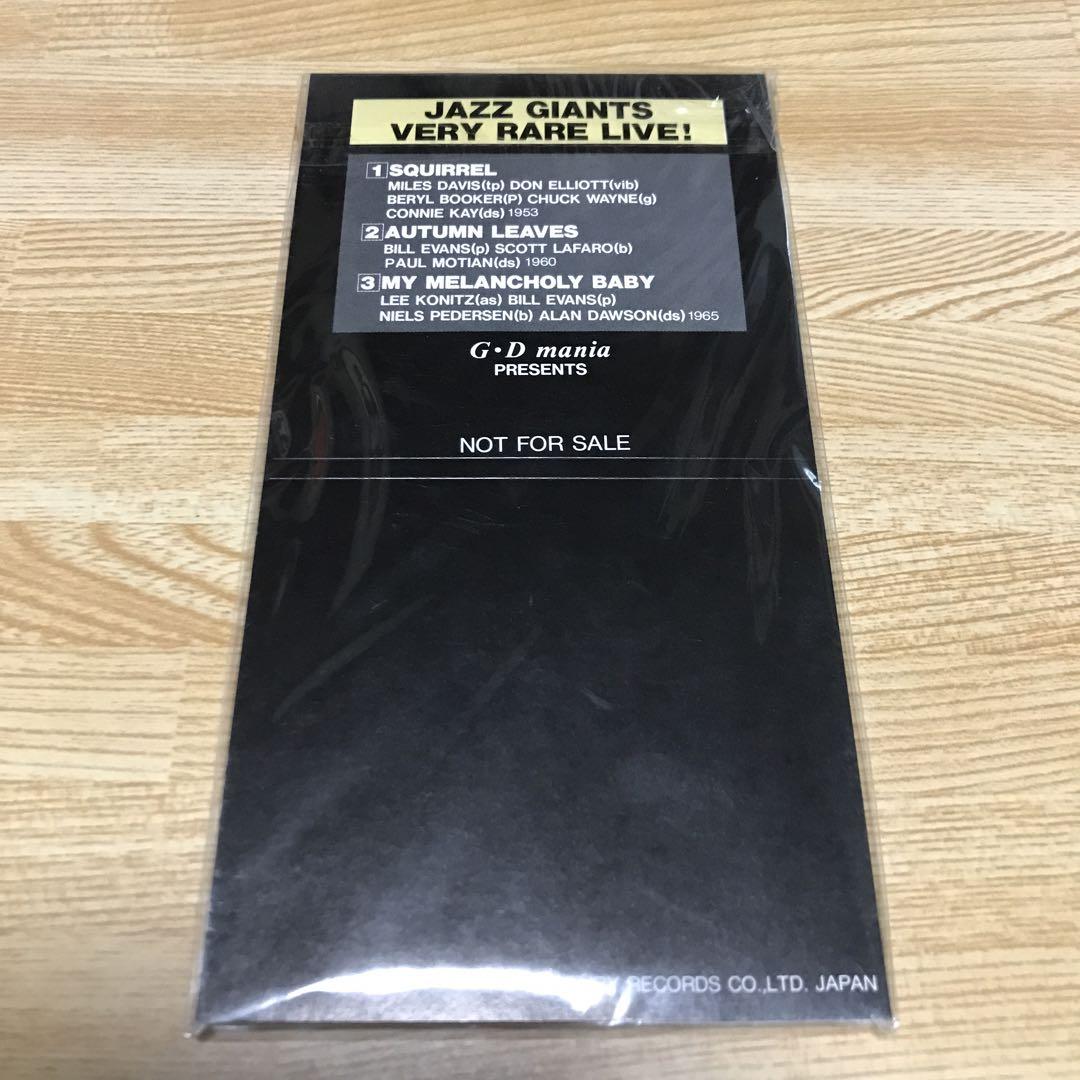 JAZZ GIANTS
VERY RARE LIVE!
1 SQUIRREL
MILES DAVIS(tp) DON ELLIOTT(vib)
BERYL BOOKER(P) CHUCK WAYNE(g)
CONNIE KAY(ds) 1953
2 AUTUMN LEAVES
BILL EVANS(p) SCOTT LAFARO(b)
PAUL MOTIAN(ds) 1960
3 MY MELANCHOLY BABY
LEE KONITZ(as) BILL EVANS(p)
NIELS PEDERSEN(b) ALAN DAWSON(ds) 1965
G・D mania
PRESENTS
NOT FOR SALE
RECORDS CO.,LTD. JAPAN